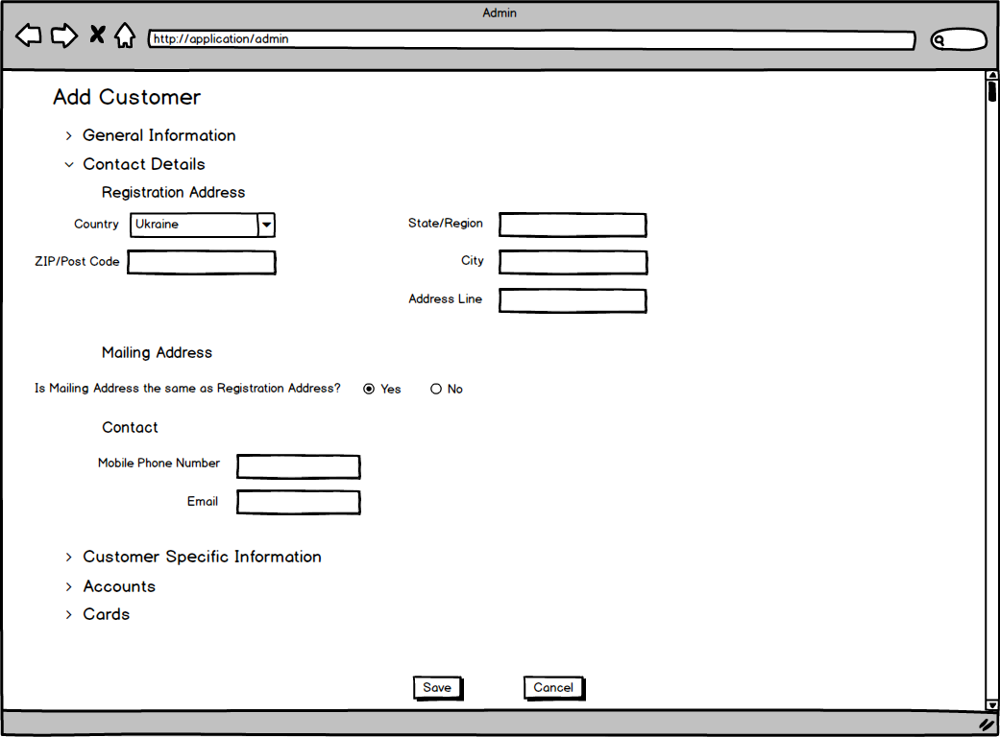 Admin
http://application/admin
Add Customer
General Information
Contact Details
Registration Address
Country Ukraine State/Region
ZIP/Post Code City
Address Line
Mailing Address
Is Mailing Address the same as Registration Address? Yes No
Contact
Mobile Phone Number
Email
Customer Specific Information
Accounts
Cards
Save Cancel